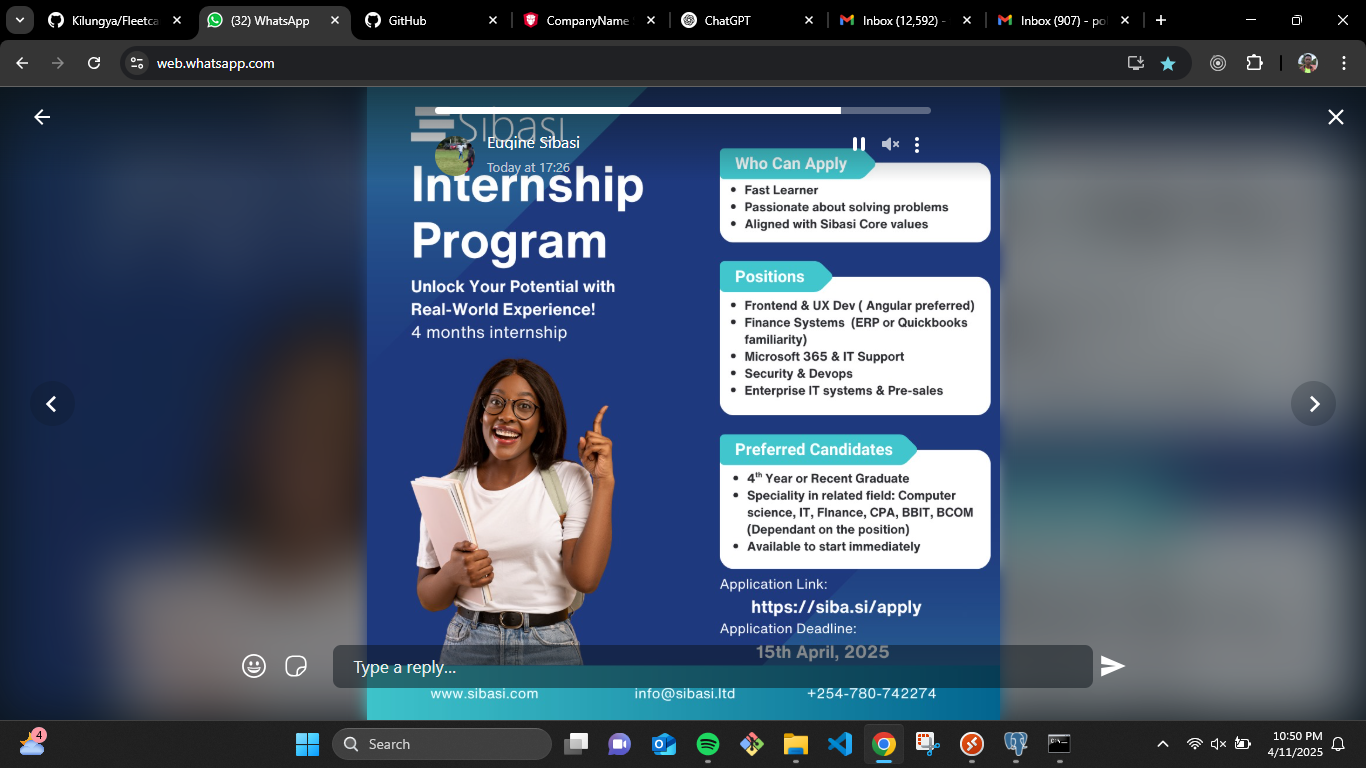 Kilungya/Fleetca
(32) WhatsApp
GitHub
CompanyName
ChatGPT
Inbox (12,592) -
Inbox (907) - po
web.whatsapp.com
Sibasi
Euqine Sibasi
Today at 17:26
Internship
Program
Unlock Your Potential with
Real-World Experience!
4 months internship
Who Can Apply
• Fast Learner
• Passionate about solving problems
• Aligned with Sibasi Core values
Positions
• Frontend & UX Dev ( Angular preferred)
• Finance Systems (ERP or Quickbooks
familiarity)
• Microsoft 365 & IT Support
• Security & Devops
• Enterprise IT systems & Pre-sales
Preferred Candidates
• 4th Year or Recent Graduate
• Speciality in related field: Computer
science, IT, FInance, CPA, BBIT, BCOM
(Dependant on the position)
• Available to start immediately
Application Link:
https://siba.si/apply
Application Deadline:
15th April, 2025
Type a reply...
www.sibasi.com
info@sibasi.ltd
+254-780-742274
4
Search
10:50 PM
4/11/2025